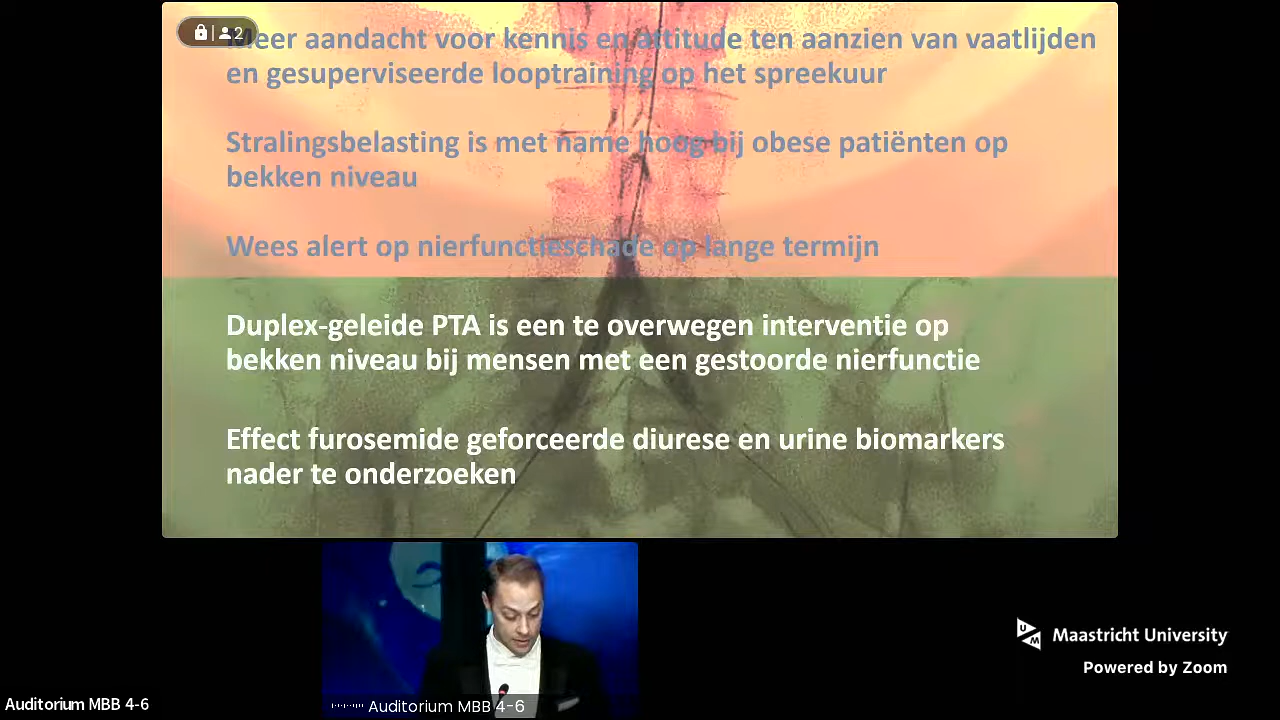 2
Meer aandacht voor kennis en attitude ten aanzien van vaatlijden
en gesuperviseerde looptraining op het spreekuur
Stralingsbelasting is met name hoog bij obese patiënten op
bekken niveau
Wees alert op nierfunctieschade op lange termijn
Duplex-geleide PTA is een te overwegen interventie op
bekken niveau bij mensen met een gestoorde nierfunctie
Effect furosemide geforceerde diurese en urine biomarkers
nader te onderzoeken
UM Maastricht University
Powered by Zoom
Auditorium MBB 4-6
Auditorium MBB 4-6